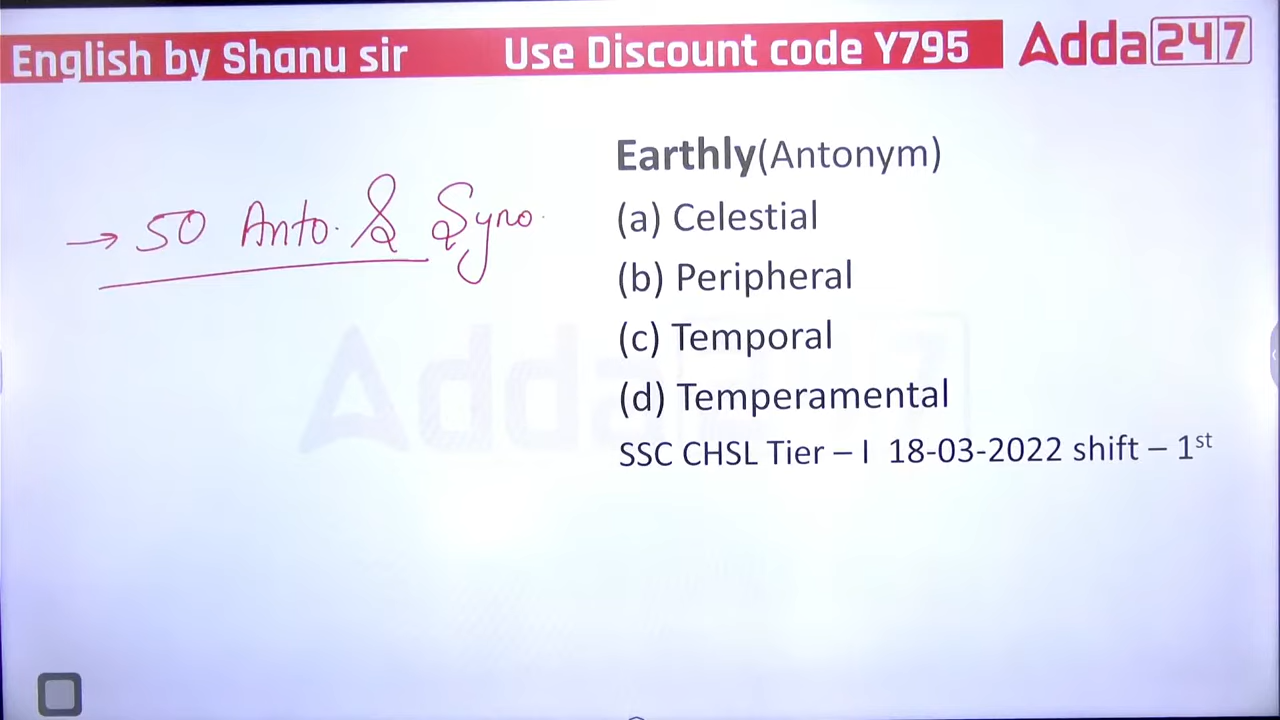 English by Shanu sir Use Discount code Y795 Adda247
Earthly(Antonym)
→ 50 Anto. & Syno.
(a) Celestial
(b) Peripheral
(c) Temporal
(d) Temperamental
SSC CHSL Tier – I 18-03-2022 shift – 1st
Adda247